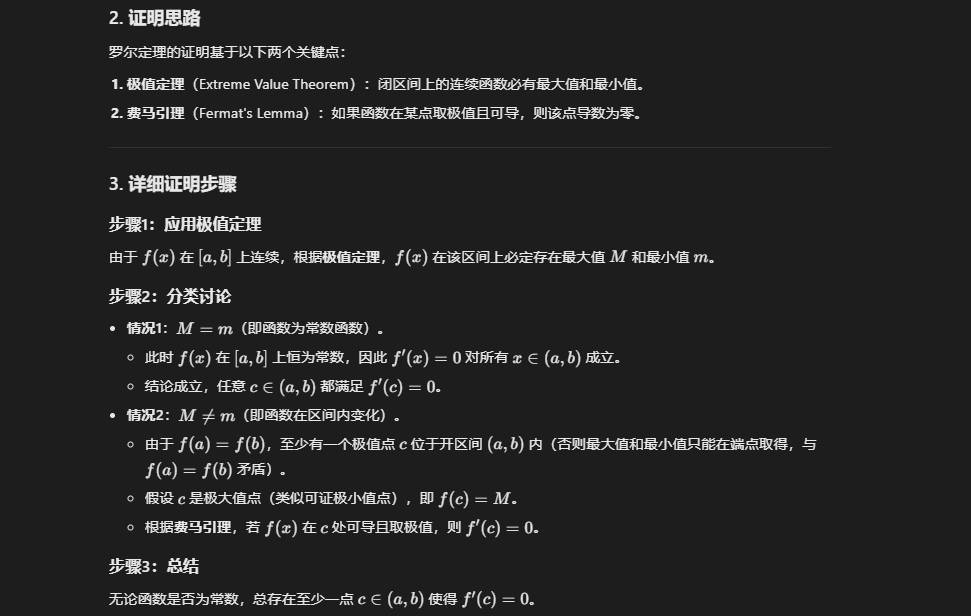 2. 证明思路
罗尔定理的证明基于以下两个关键点：
1. 极值定理（Extreme Value Theorem）：闭区间上的连续函数必有最大值和最小值。
2. 费马引理（Fermat's Lemma）：如果函数在某点取极值且可导，则该点导数为零。
3. 详细证明步骤
步骤1：应用极值定理
由于 f(x) 在 [a, b] 上连续，根据极值定理，f(x) 在该区间上必定存在最大值 M 和最小值 m。
步骤2：分类讨论
• 情况1：M = m（即函数为常数函数）。
◦ 此时 f(x) 在 [a, b] 上恒为常数，因此 f′(x) = 0 对所有 x ∈ (a, b) 成立。
◦ 结论成立，任意 c ∈ (a, b) 都满足 f′(c) = 0。
• 情况2：M ≠ m（即函数在区间内变化）。
◦ 由于 f(a) = f(b)，至少有一个极值点 c 位于开区间 (a, b) 内（否则最大值和最小值只能在端点取得，与
f(a) = f(b) 矛盾）。
◦ 假设 c 是极大值点（类似可证极小值点），即 f(c) = M。
◦ 根据费马引理，若 f(x) 在 c 处可导且取极值，则 f′(c) = 0。
步骤3：总结
无论函数是否为常数，总存在至少一点 c ∈ (a, b) 使得 f′(c) = 0。